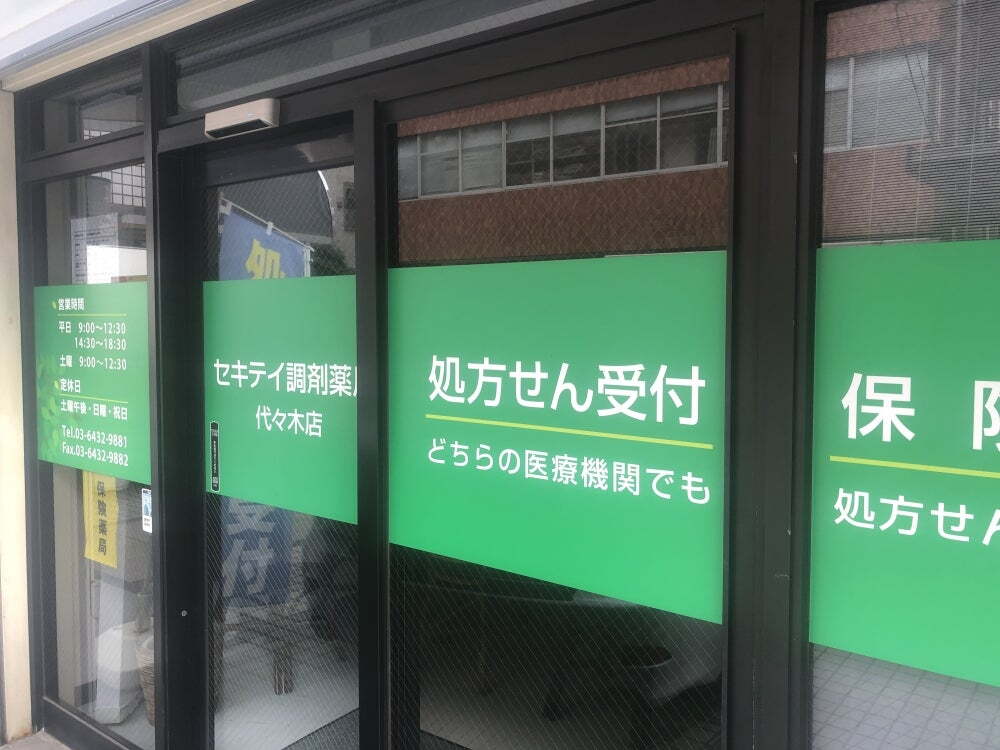 営業時間
平日 9:00〜12:30
14:30〜18:30
土曜 9:00〜12:30
定休日
土曜午後・日曜・祝日
Tel.03-6432-9881
Fax.03-6432-9882
保険薬局
処
受付
セキテイ調剤薬
代々木店
処方せん受付
どちらの医療機関でも
保
処方せ